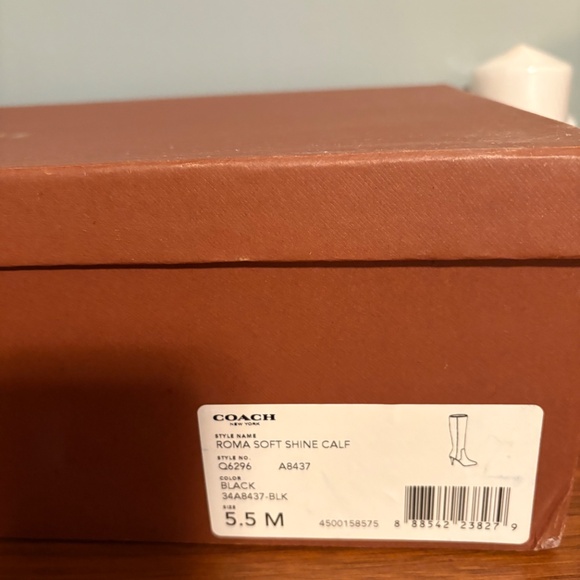 COACH
NEW YORK
STYLE NAME
ROMA SOFT SHINE CALF
STYLE NO.
Q6296 A8437
COLOR
BLACK
34A8437-BLK
SIZE
5.5 M
4500158575
8 88542 23827 9